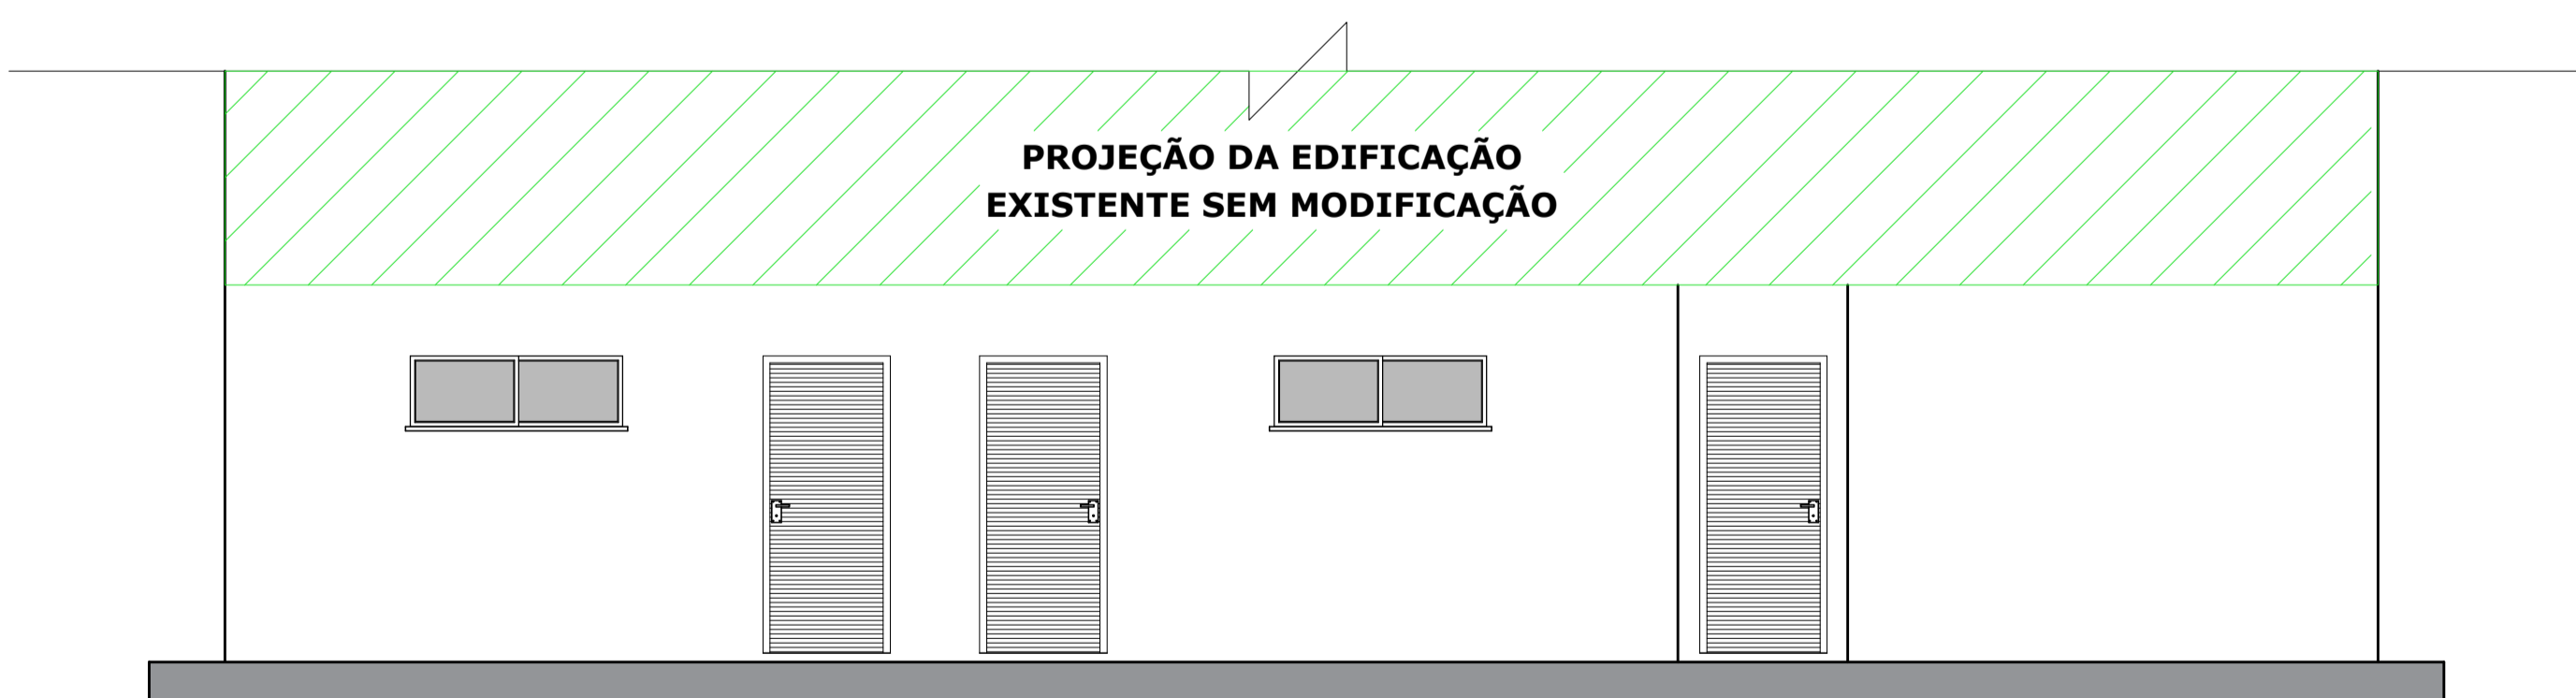 PROJEÇÃO DA EDIFICAÇÃO
EXISTENTE SEM MODIFICAÇÃO